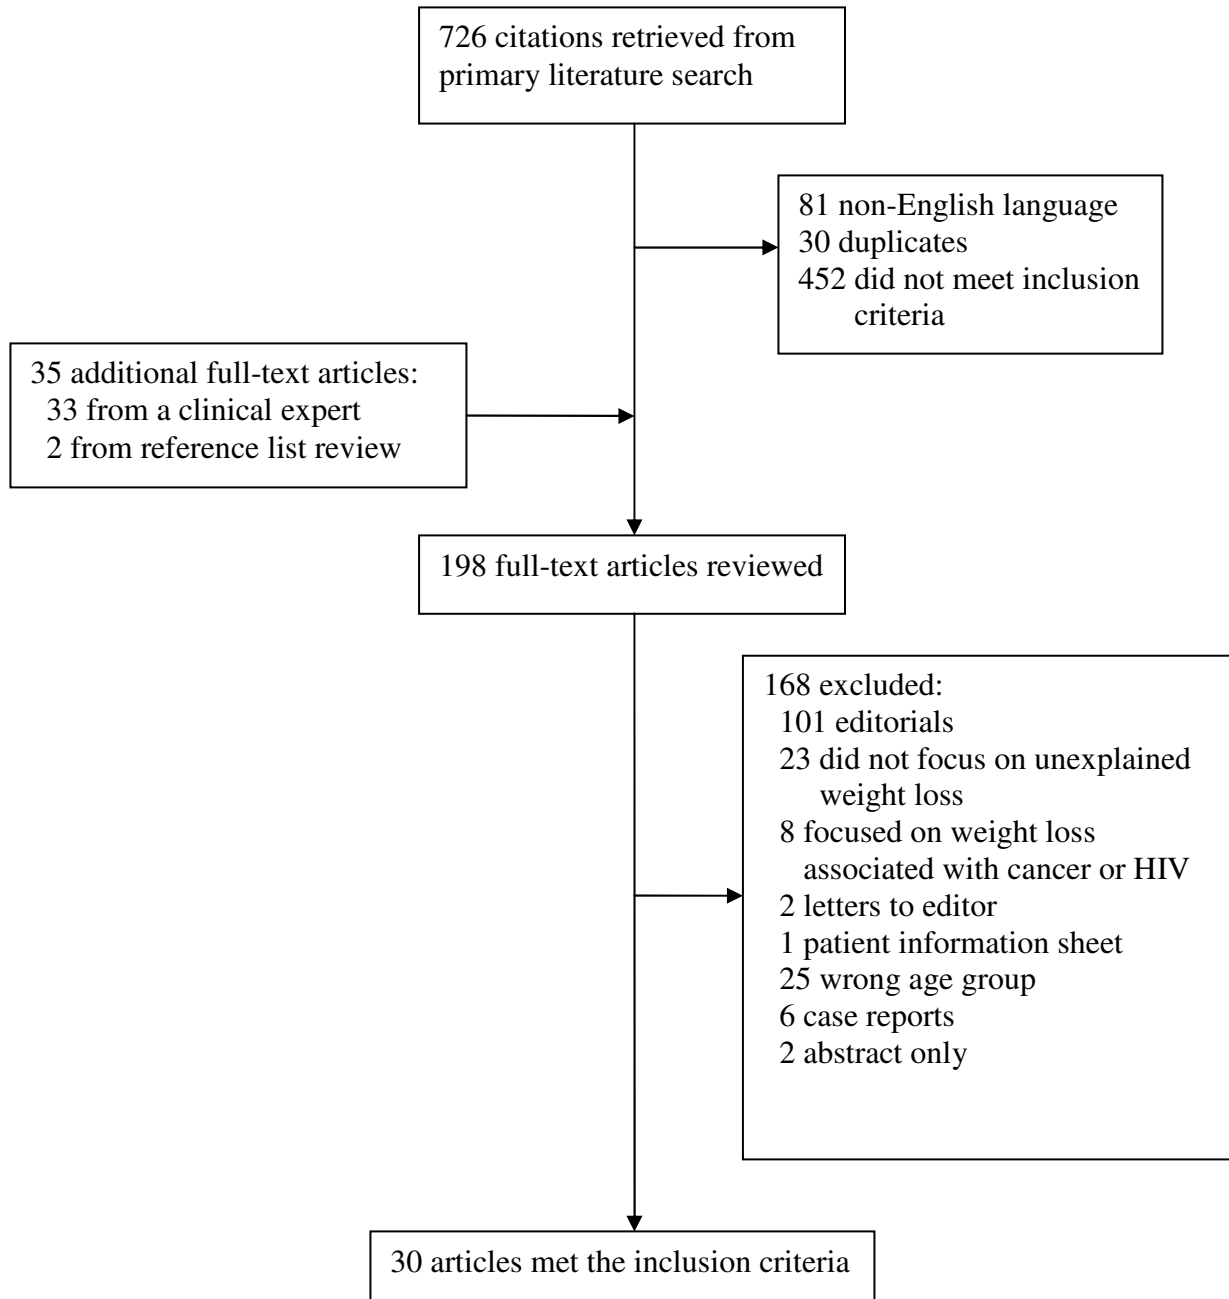 726 citations retrieved from
primary literature search
81 non-English language
30 duplicates
452 did not meet inclusion
criteria
35 additional full-text articles:
33 from a clinical expert
2 from reference list review
198 full-text articles reviewed
168 excluded:
101 editorials
23 did not focus on unexplained
weight loss
8 focused on weight loss
associated with cancer or HIV
2 letters to editor
1 patient information sheet
25 wrong age group
6 case reports
2 abstract only
30 articles met the inclusion criteria